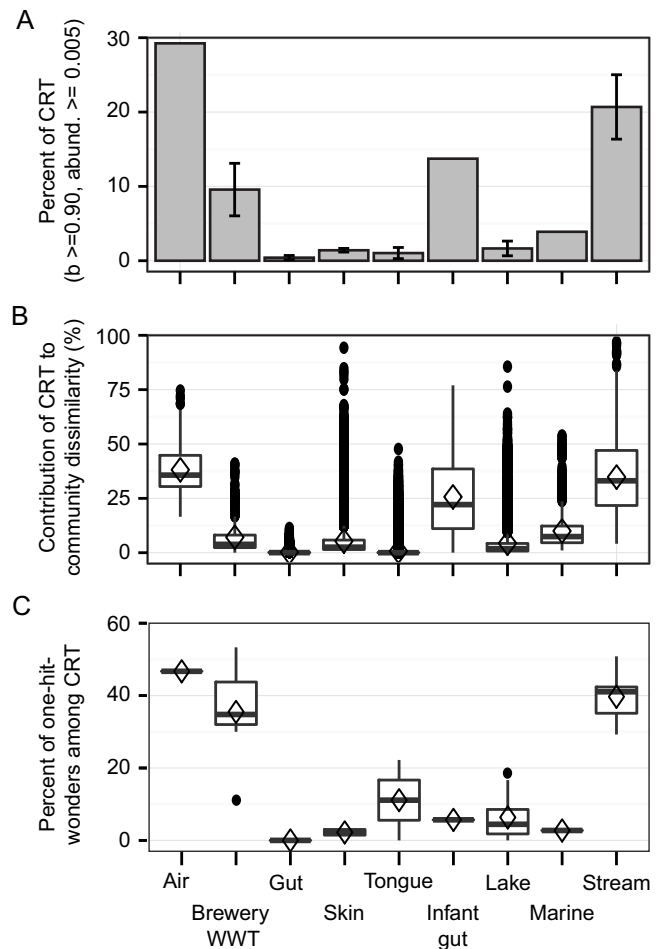 A
Percent of CRT
(b >=0.90, abund. >= 0.005)
30
20
10
0
B
Contribution of CRT to
community dissimilarity (%)
100
75
50
25
0
C
Percent of one-hit-
wonders among CRT
60
40
20
0
Air
Brewery
WWT
Gut
Skin
Tongue
Infant
gut
Lake
Marine
Stream